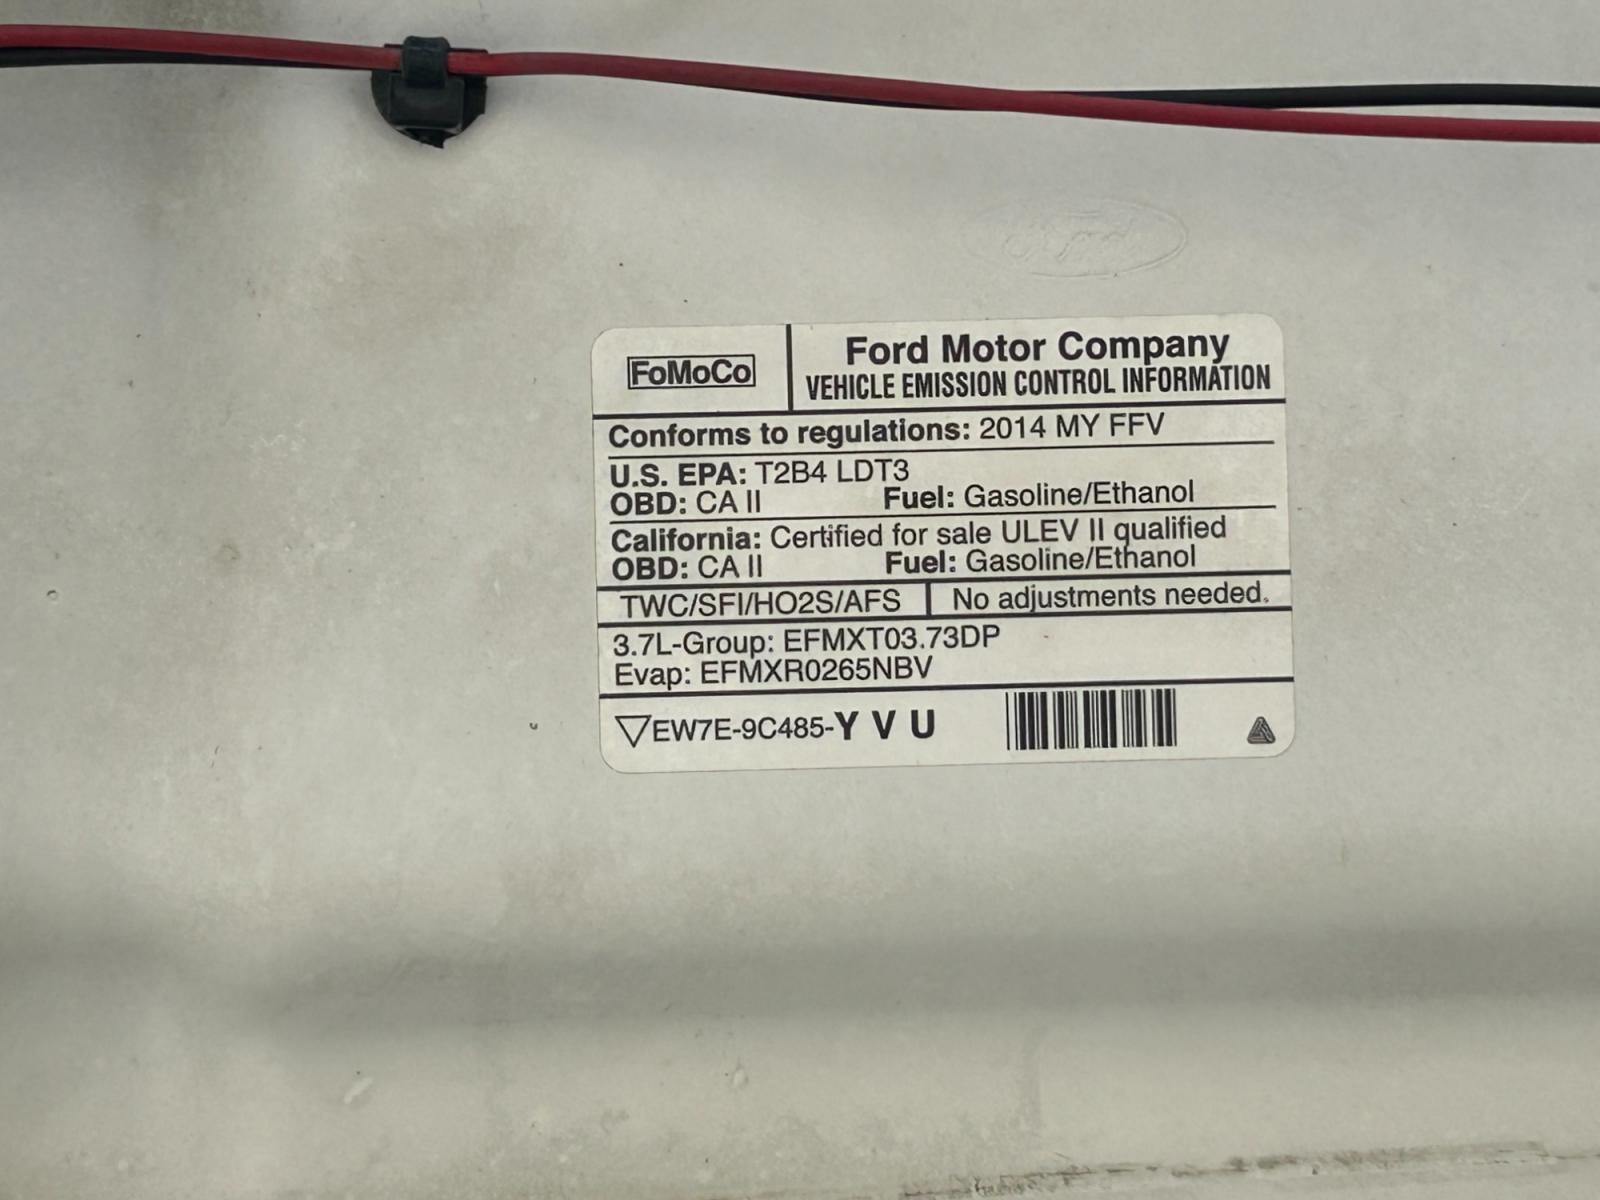 Ford
FoMoCo
Ford Motor Company
VEHICLE EMISSION CONTROL INFORMATION
Conforms to regulations: 2014 MY FFV
U.S. EPA: T2B4 LDT3
OBD: CA II Fuel: Gasoline/Ethanol
California: Certified for sale ULEV II qualified
OBD: CA II Fuel: Gasoline/Ethanol
TWC/SFI/HO2S/AFS No adjustments needed.
3.7L-Group: EFMXT03.73DP
Evap: EFMXR0265NBV
▽EW7E-9C485-Y V U